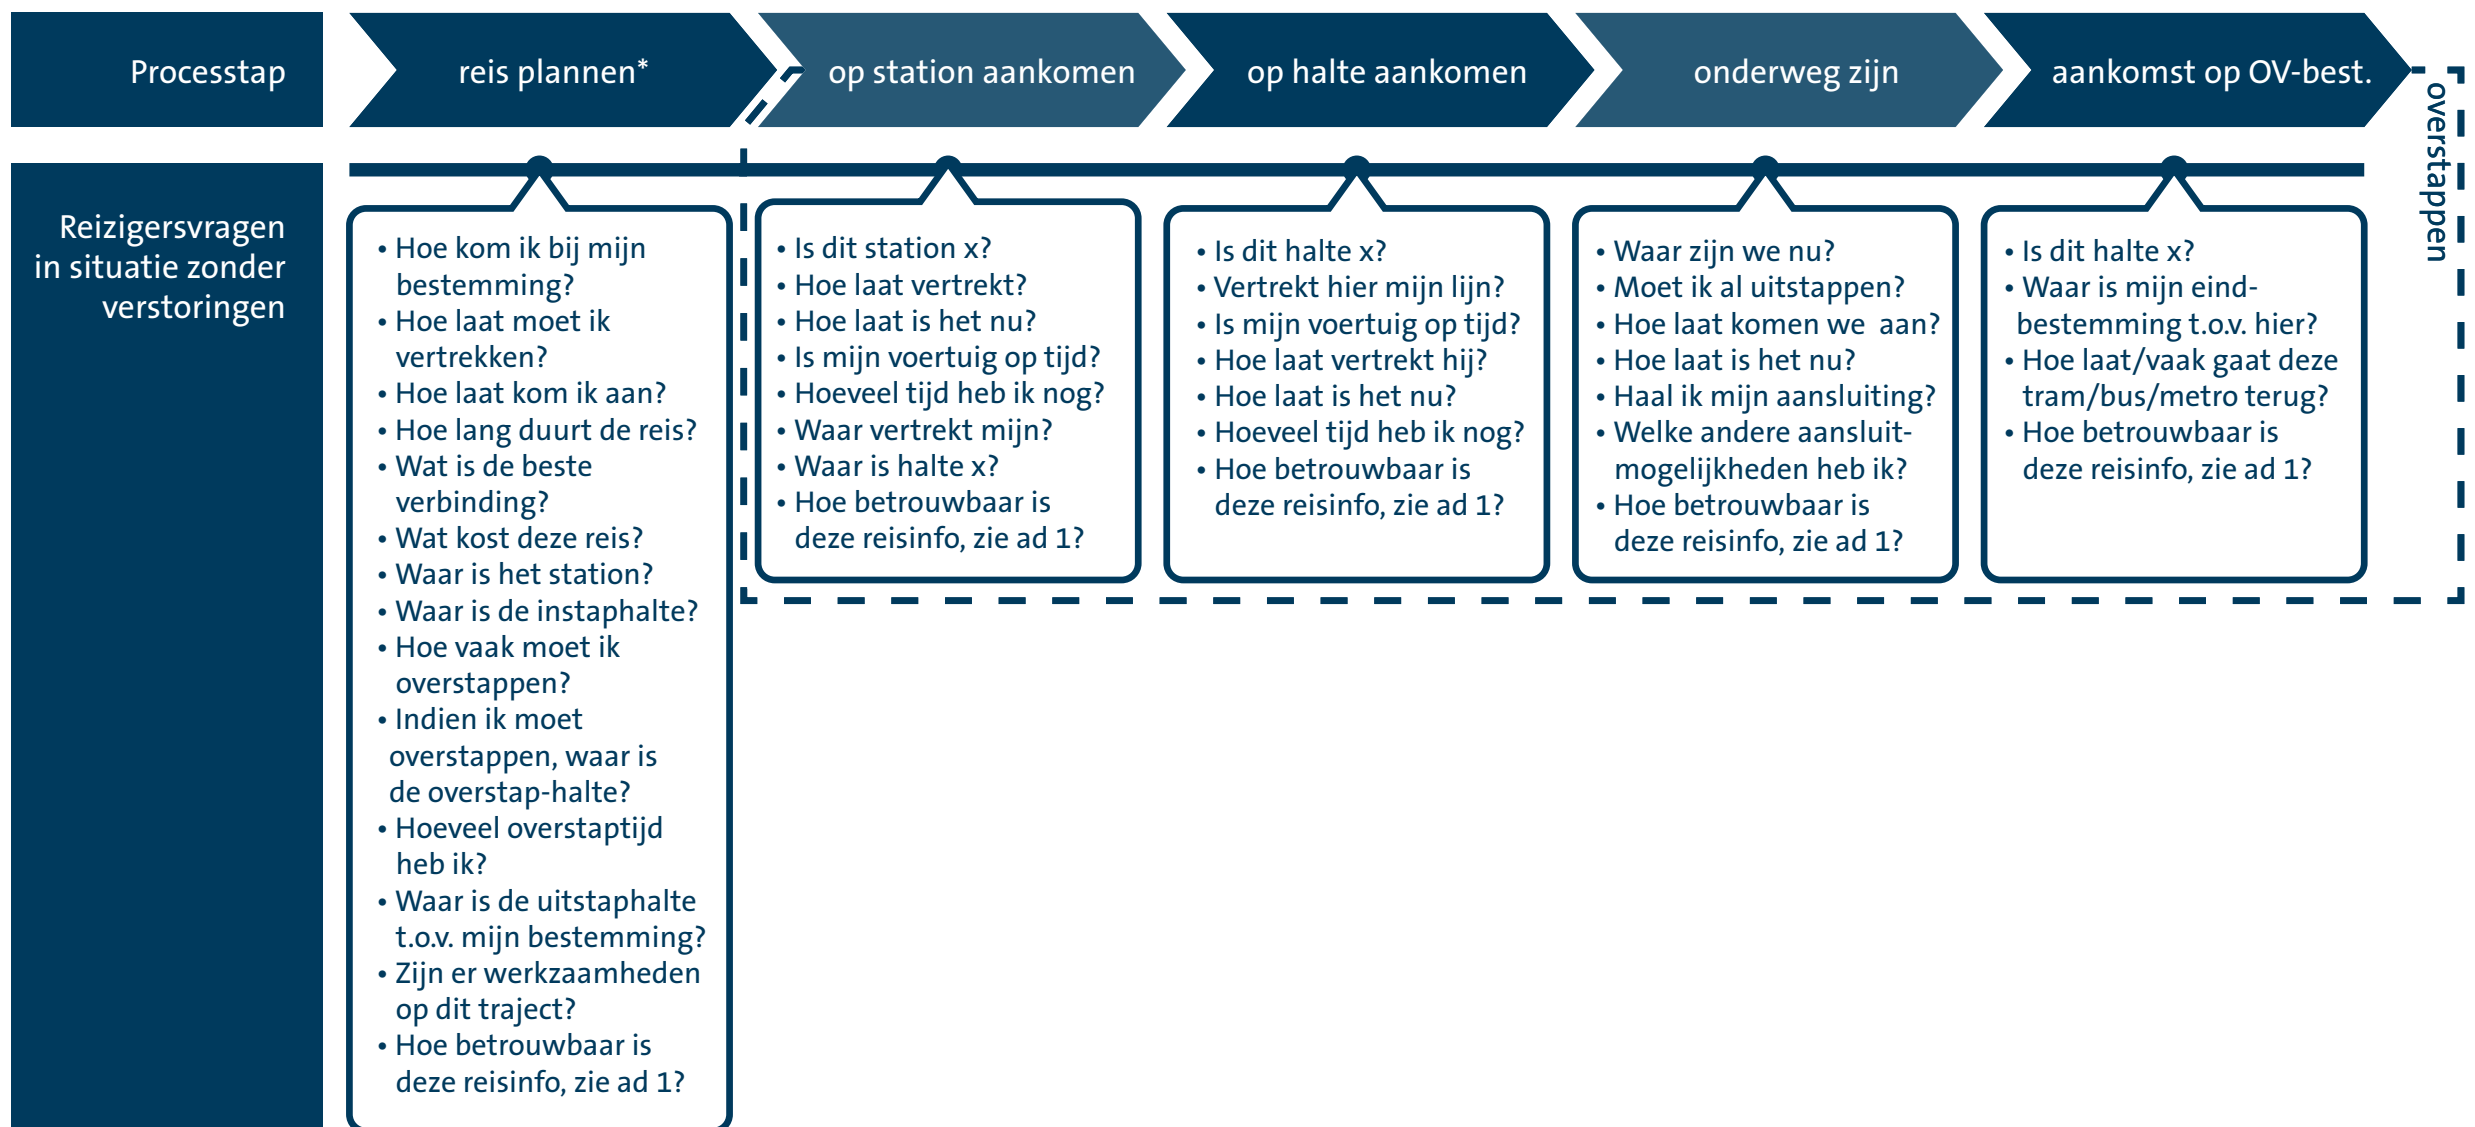 Processtap
reis plannen*
op station aankomen
op halte aankomen
onderweg zijn
aankomst op OV-best.
overstappen
Reizigersvragen
in situatie zonder
verstoringen
• Hoe kom ik bij mijn
bestemming?
• Hoe laat moet ik
vertrekken?
• Hoe laat kom ik aan?
• Hoe lang duurt de reis?
• Wat is de beste
verbinding?
• Wat kost deze reis?
• Waar is het station?
• Waar is de instaphalte?
• Hoe vaak moet ik
overstappen?
• Indien ik moet
overstappen, waar is
de overstap-halte?
• Hoeveel overstaptijd
heb ik?
• Waar is de uitstaphalte
t.o.v. mijn bestemming?
• Zijn er werkzaamheden
op dit traject?
• Hoe betrouwbaar is
deze reisinfo, zie ad 1?
• Is dit station x?
• Hoe laat vertrekt?
• Hoe laat is het nu?
• Is mijn voertuig op tijd?
• Hoeveel tijd heb ik nog?
• Waar vertrekt mijn?
• Waar is halte x?
• Hoe betrouwbaar is
deze reisinfo, zie ad 1?
• Is dit halte x?
• Vertrekt hier mijn lijn?
• Is mijn voertuig op tijd?
• Hoe laat vertrekt hij?
• Hoe laat is het nu?
• Hoeveel tijd heb ik nog?
• Hoe betrouwbaar is
deze reisinfo, zie ad 1?
• Waar zijn we nu?
• Moet ik al uitstappen?
• Hoe laat komen we aan?
• Hoe laat is het nu?
• Haal ik mijn aansluiting?
• Welke andere aansluit-
mogelijkheden heb ik?
• Hoe betrouwbaar is
deze reisinfo, zie ad 1?
• Is dit halte x?
• Waar is mijn eind-
bestemming t.o.v. hier?
• Hoe laat/vaak gaat deze
tram/bus/metro terug?
• Hoe betrouwbaar is
deze reisinfo, zie ad 1?